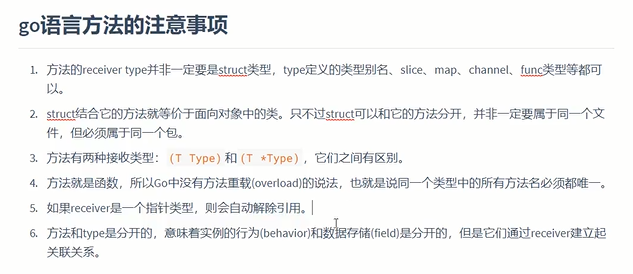 go语言方法的注意事项
1. 方法的receiver type并非一定要是struct类型，type定义的类型别名、slice、map、channel、func类型等都可
以。
2. struct结合它的方法就等价于面向对象中的类。只不过struct可以和它的方法分开，并非一定要属于同一个文
件，但必须属于同一个包。
3. 方法有两种接收类型： (T Type) 和 (T *Type) ，它们之间有区别。
4. 方法就是函数，所以Go中没有方法重载(overload)的说法，也就是说同一个类型中的所有方法名必须都唯一。
5. 如果receiver是一个指针类型，则会自动解除引用。
6. 方法和type是分开的，意味着实例的行为(behavior)和数据存储(field)是分开的，但是它们通过receiver建立起
关联关系。